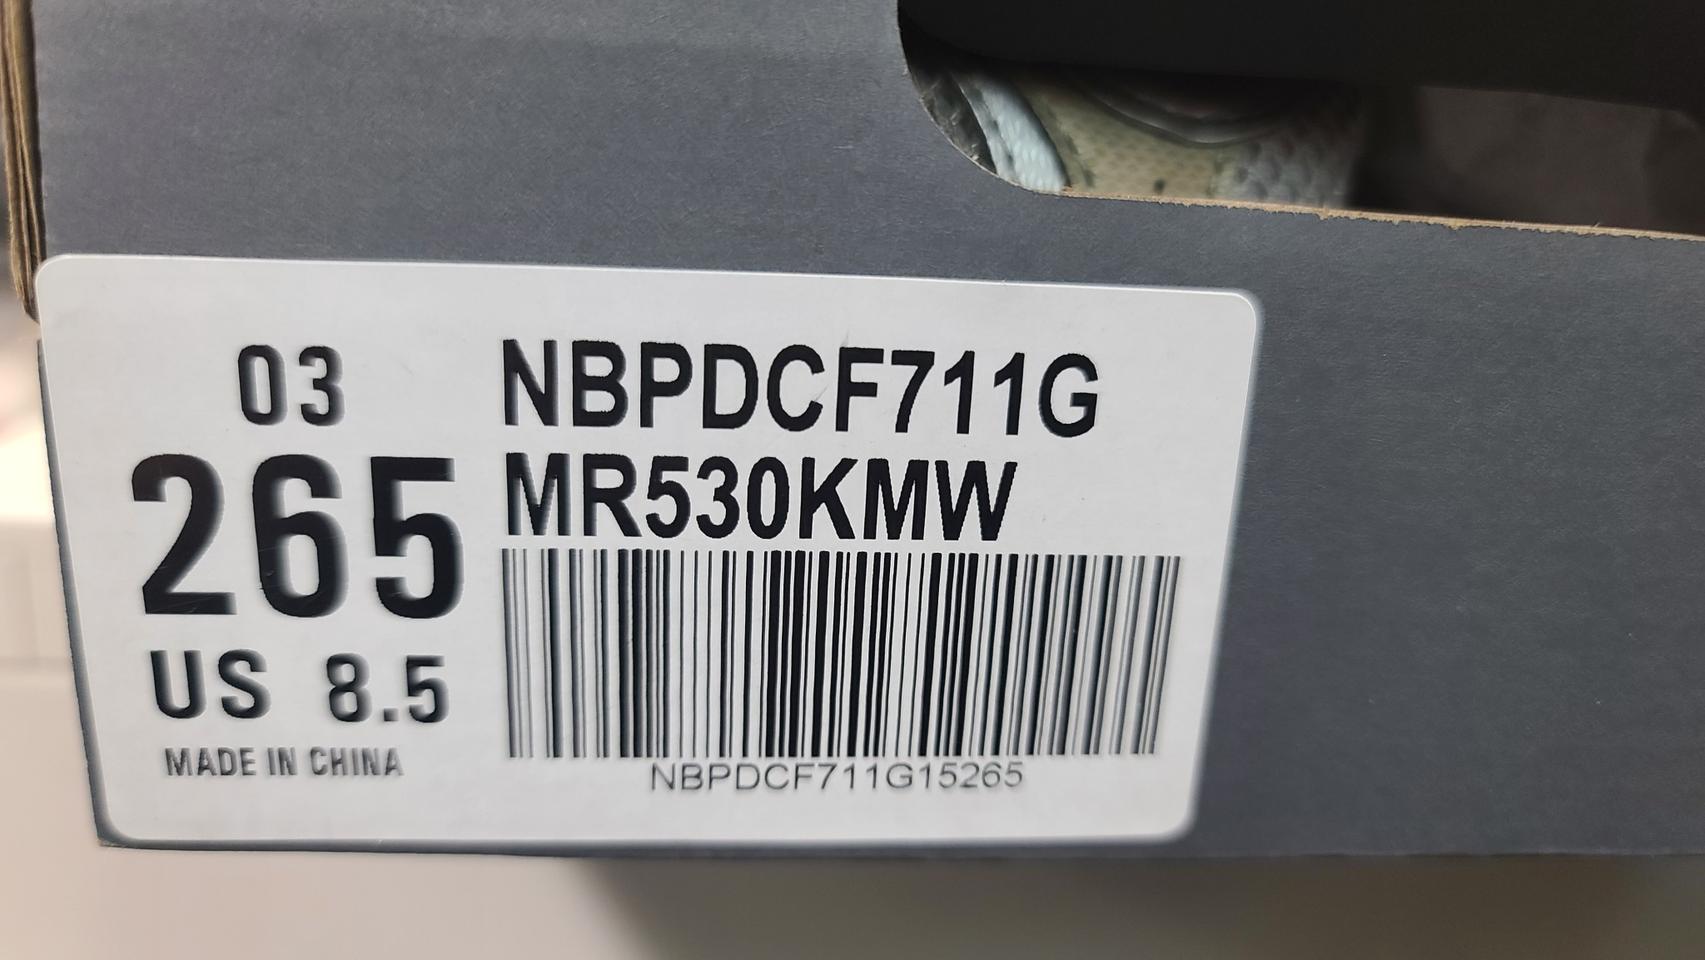 03
265
US 8.5
MADE IN CHINA
NBPDCF711G
MR530KMW
NBPDCF711G15265